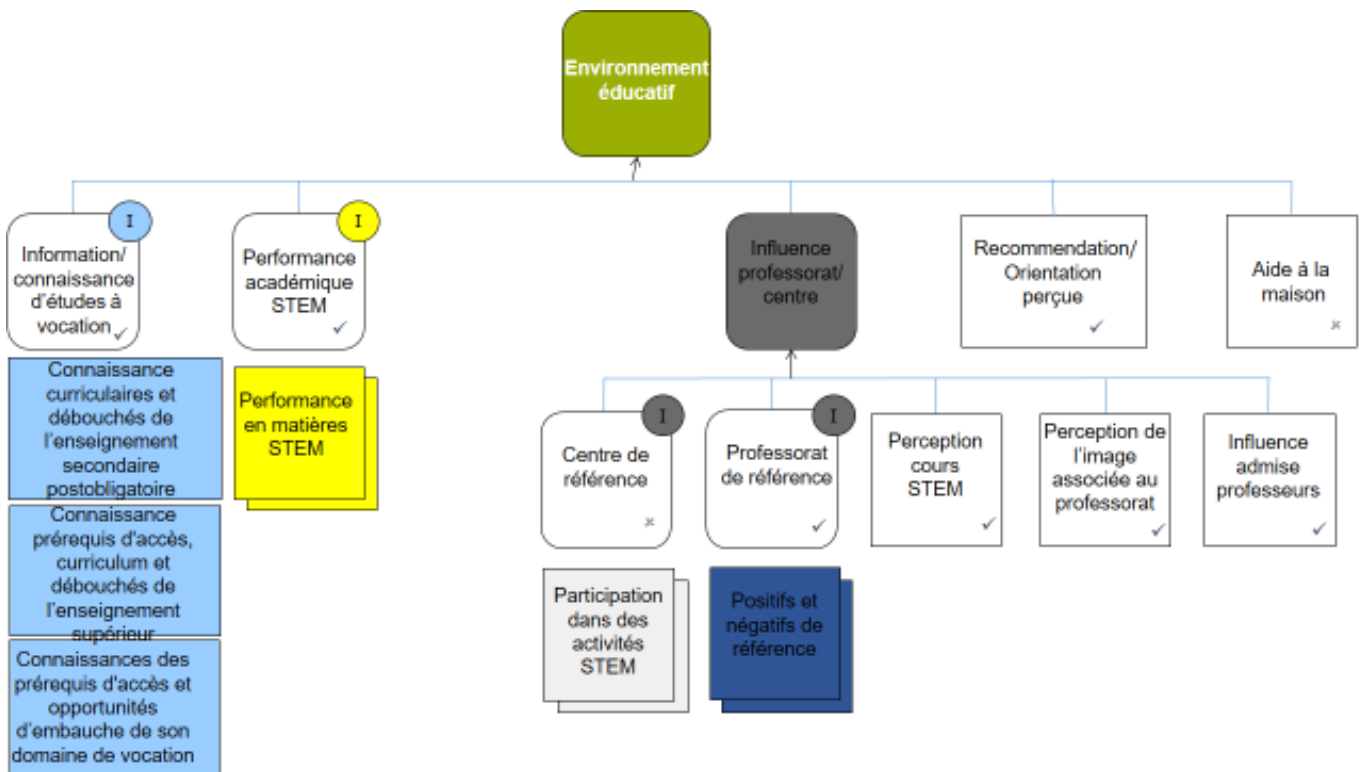 Environnement
éducatif
I
Information/
connaissance
d'études à
vocation
I
Performance
académique
STEM
Influence
professorat/
centre
Recommendation/
Orientation
perçue
Aide à la
maison
Connaissance
curriculaires et
débouchés de
l'enseignement
secondaire
postobligatoire
Connaissance
prérequis d'accès,
curriculum et
débouchés de
l'enseignement
supérieur
Connaissances des
prérequis d'accès et
opportunités
d'embauche de son
domaine de vocation
Performance
en matières
STEM
I
Centre de
référence
I
Professorat
de référence
Perception
cours
STEM
Perception de
l'image
associée au
professorat
Influence
admise
professeurs
Participation
dans des
activités
STEM
Positifs et
négatifs de
référence